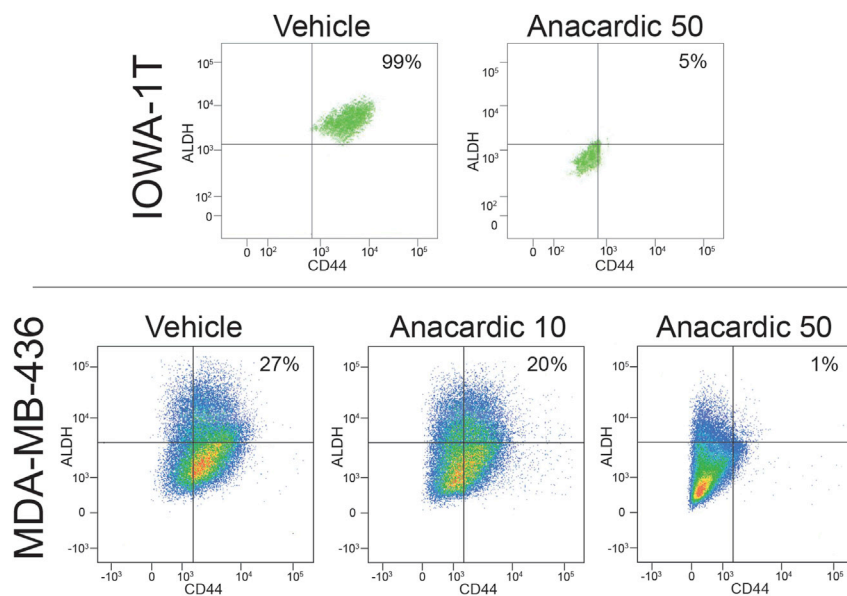 Vehicle
Anacardic 50
IOWA-1T
99%
5%
ALDH
10⁵
10⁴
10³
10²
0
0 10² 10³ 10⁴ 10⁵
CD44
ALDH
10⁵
10⁴
10³
10²
0
0 10² 10³ 10⁴ 10⁵
CD44
MDA-MB-436
Vehicle
Anacardic 10
Anacardic 50
27%
20%
1%
ALDH
10⁵
10⁴
10³
0
-10³
-10³ 0 10³ 10⁴ 10⁵
CD44
ALDH
10⁵
10⁴
10³
0
-10³
-10³ 0 10³ 10⁴ 10⁵
CD44
ALDH
10⁵
10⁴
10³
0
-10³
-10³ 0 10³ 10⁴ 10⁵
CD44